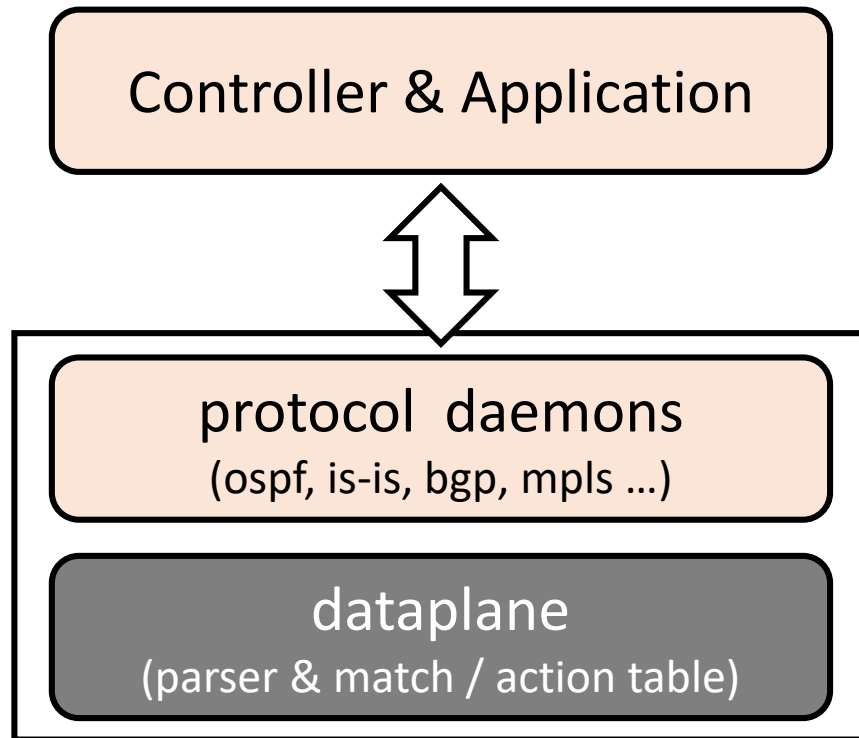 Controller & Application
protocol daemons
(ospf, is-is, bgp, mpls …)
dataplane
(parser & match / action table)